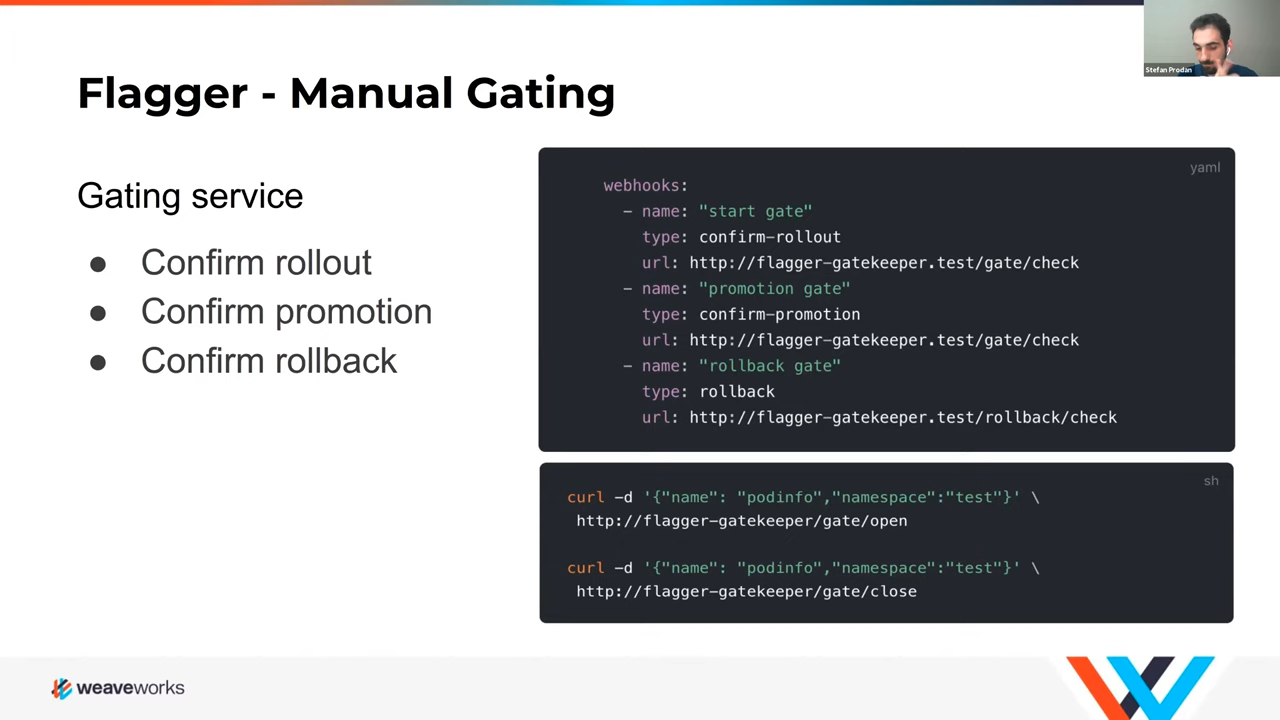 Stefan Prodan
Flagger - Manual Gating
Gating service
● Confirm rollout
● Confirm promotion
● Confirm rollback
yaml
webhooks:
  - name: "start gate"
    type: confirm-rollout
    url: http://flagger-gatekeeper.test/gate/check
  - name: "promotion gate"
    type: confirm-promotion
    url: http://flagger-gatekeeper.test/gate/check
  - name: "rollback gate"
    type: rollback
    url: http://flagger-gatekeeper.test/rollback/check
sh
curl -d '{"name": "podinfo","namespace":"test"}' \
 http://flagger-gatekeeper/gate/open
curl -d '{"name": "podinfo","namespace":"test"}' \
 http://flagger-gatekeeper/gate/close
weaveworks